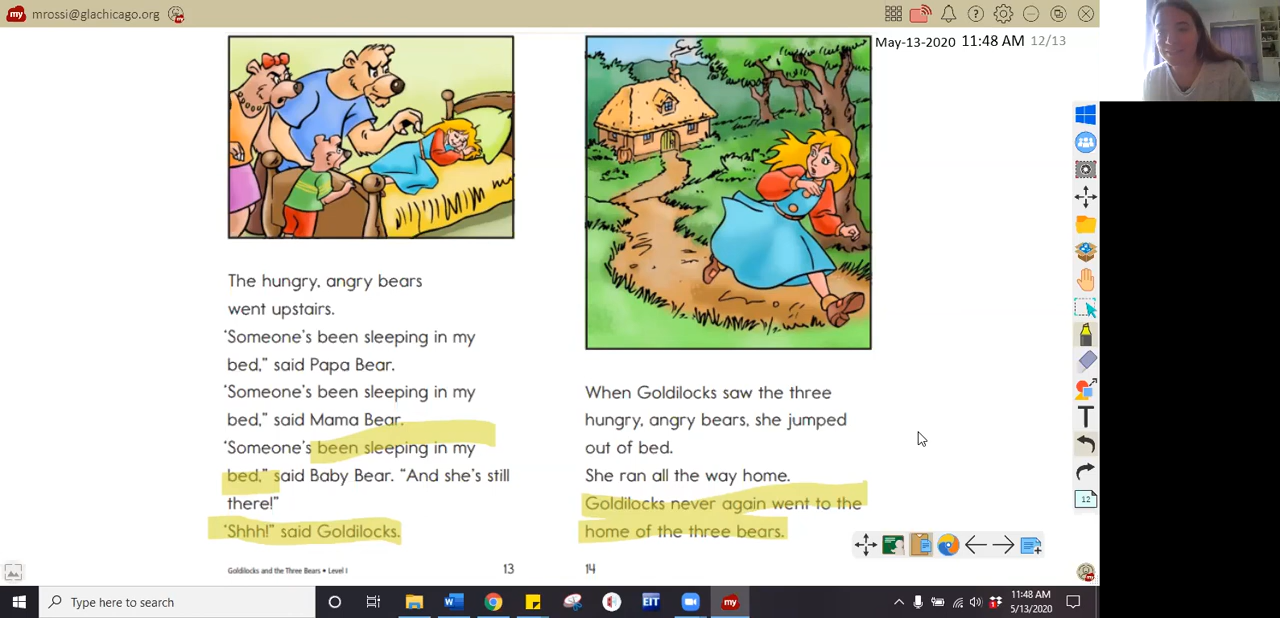 my mrossi@glachicago.org
May-13-2020 11:48 AM 12/13
The hungry, angry bears
went upstairs.
“Someone's been sleeping in my
bed,” said Papa Bear.
“Someone's been sleeping in my
bed,” said Mama Bear.
“Someone's been sleeping in my
bed,” said Baby Bear. “And she's still
there!”
“Shhh!” said Goldilocks.
Goldilocks and the Three Bears • Level I
13
When Goldilocks saw the three
hungry, angry bears, she jumped
out of bed.
She ran all the way home.
Goldilocks never again went to the
home of the three bears.
14
T
12
Type here to search
EIT
my
11:48 AM
5/13/2020